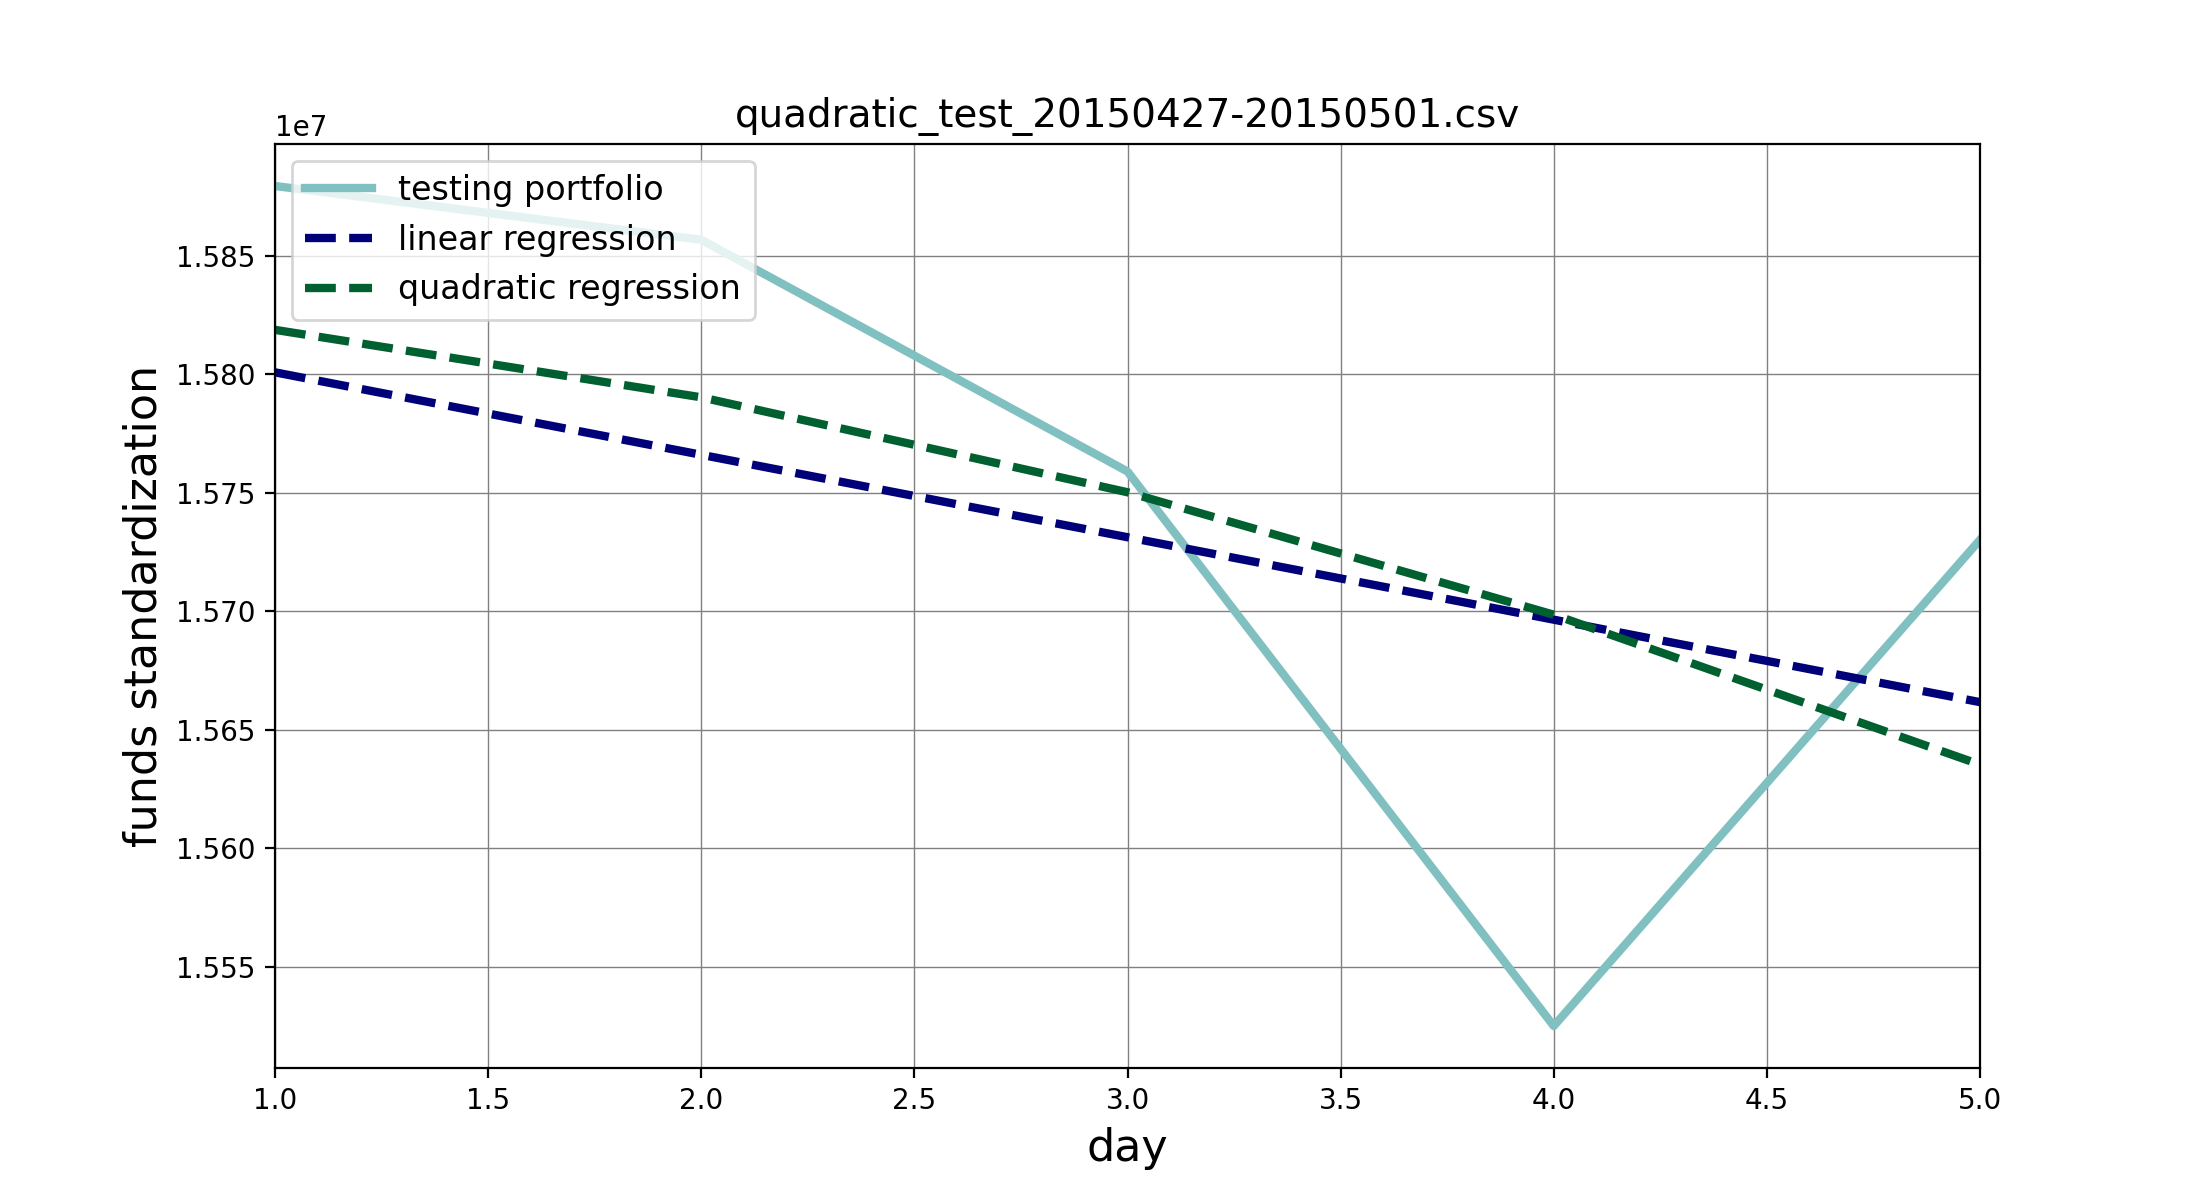 quadratic_test_20150427-20150501.csv
1e7
testing portfolio
linear regression
quadratic regression
1.585
1.580
1.575
1.570
1.565
1.560
1.555
funds standardization
1.0 1.5 2.0 2.5 3.0 3.5 4.0 4.5 5.0
day